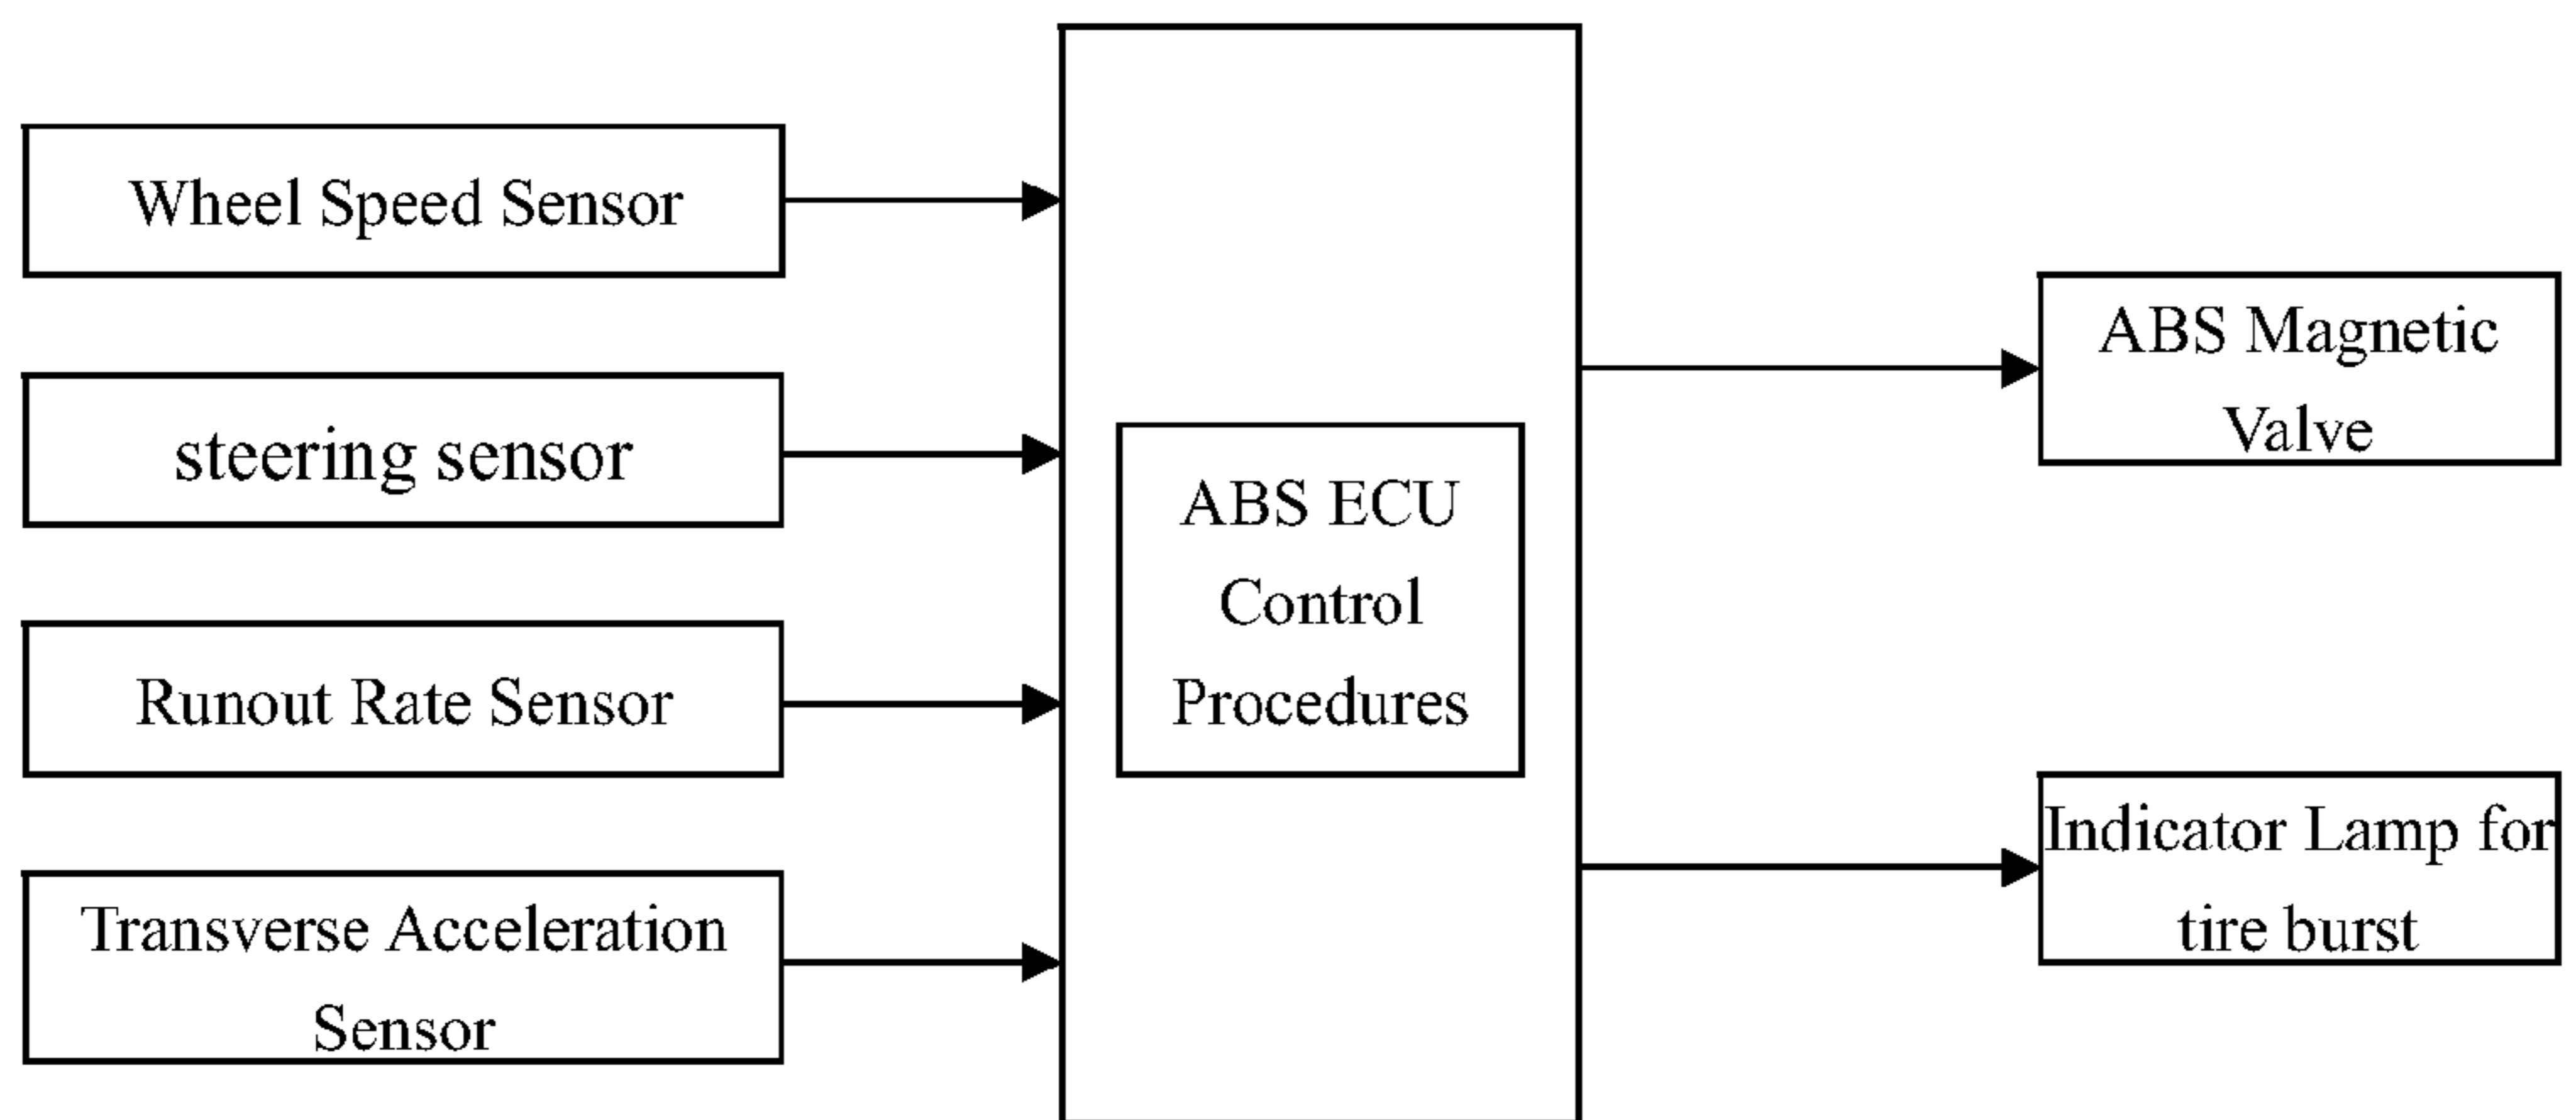 Wheel Speed Sensor
steering sensor
Runout Rate Sensor
Transverse Acceleration
Sensor
ABS ECU
Control
Procedures
ABS Magnetic
Valve
Indicator Lamp for
tire burst